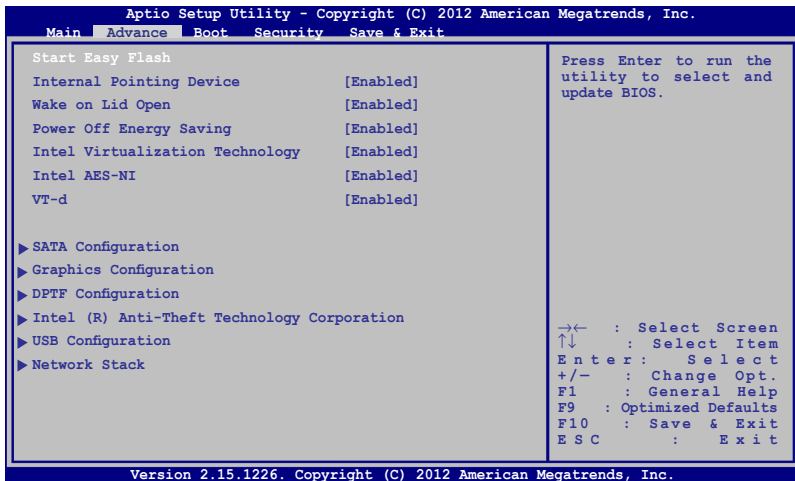 Aptio Setup Utility - Copyright (C) 2012 American Megatrends, Inc.
Main Advance Boot Security Save & Exit
Start Easy Flash
Internal Pointing Device [Enabled]
Wake on Lid Open [Enabled]
Power Off Energy Saving [Enabled]
Intel Virtualization Technology [Enabled]
Intel AES-NI [Enabled]
VT-d [Enabled]
SATA Configuration
Graphics Configuration
DPTF Configuration
Intel (R) Anti-Theft Technology Corporation
USB Configuration
Network Stack
Press Enter to run the
utility to select and
update BIOS.
→← : Select Screen
↑↓ : Select Item
Enter: Select
+/— : Change Opt.
F1 : General Help
F9 : Optimized Defaults
F10 : Save & Exit
ESC : Exit
Version 2.15.1226. Copyright (C) 2012 American Megatrends, Inc.